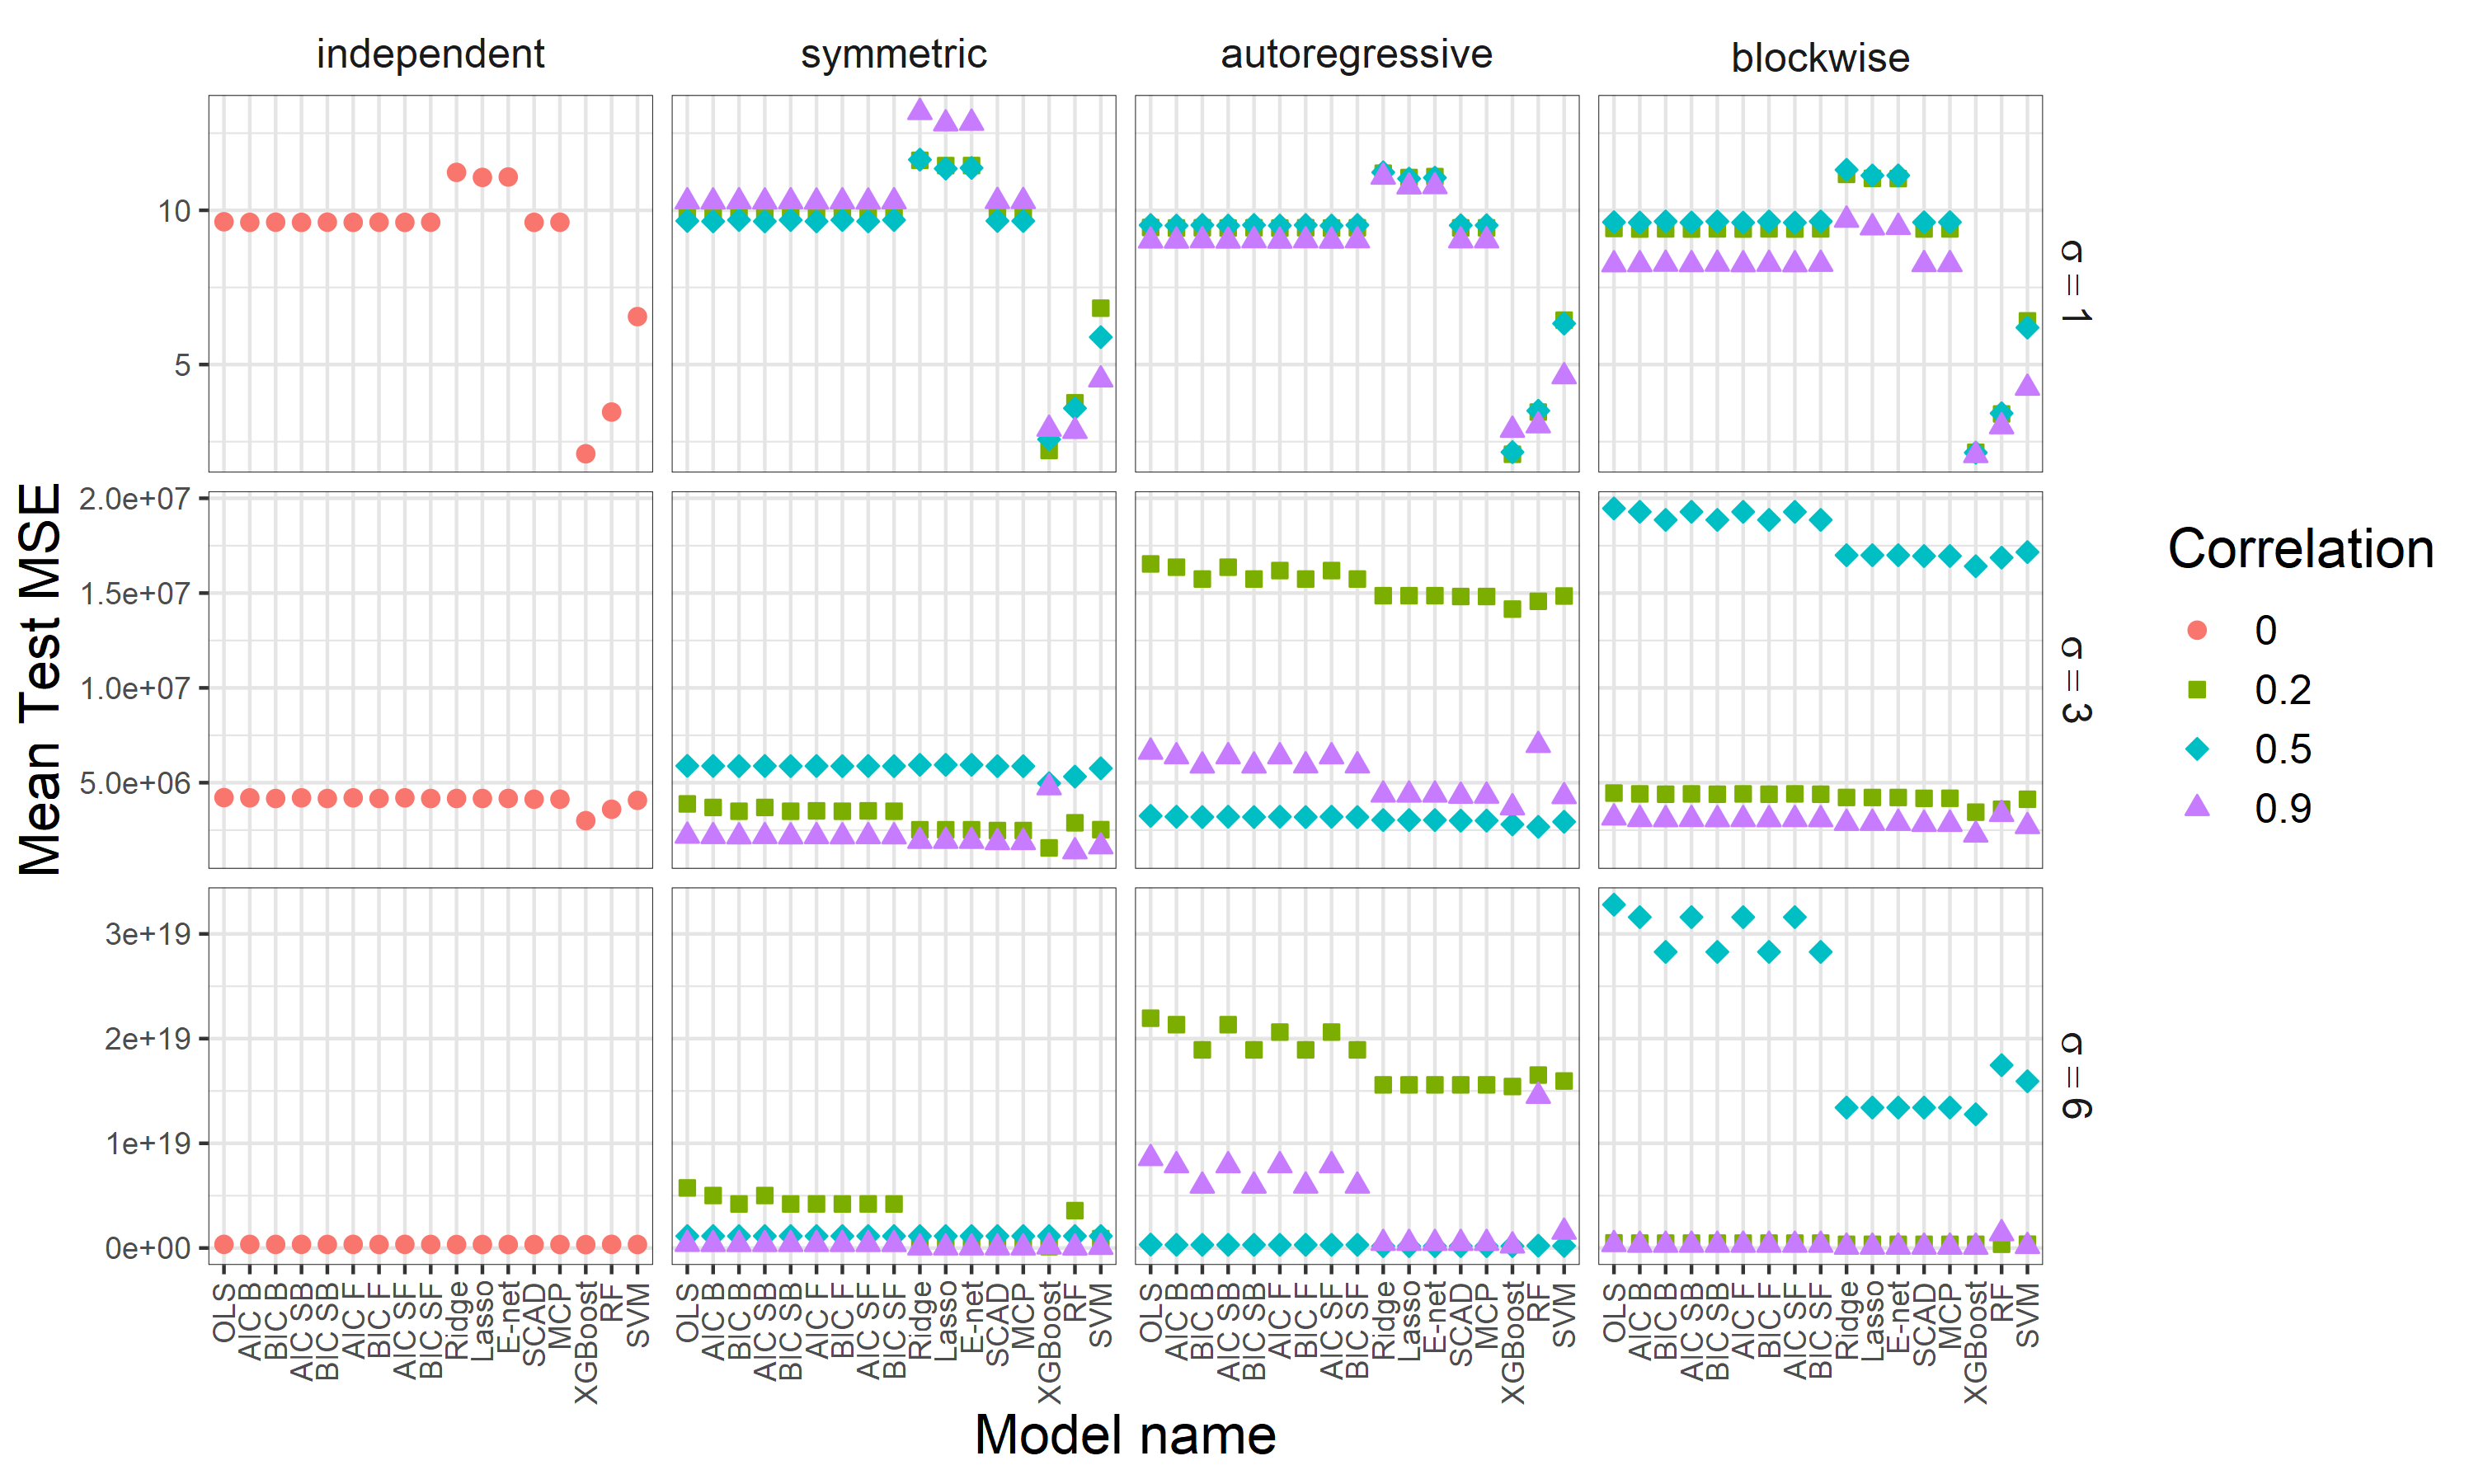 independent symmetric autoregressive blockwise
10
5
σ = 1
2.0e+07
1.5e+07
1.0e+07
5.0e+06
σ = 3
3e+19
2e+19
1e+19
0e+00
σ = 6
Mean Test MSE
OLS AIC B BIC B AIC SB BIC SB AIC F BIC F AIC SF BIC SF Ridge Lasso E-net SCAD MCP XGBoost RF SVM
OLS AIC B BIC B AIC SB BIC SB AIC F BIC F AIC SF BIC SF Ridge Lasso E-net SCAD MCP XGBoost RF SVM
OLS AIC B BIC B AIC SB BIC SB AIC F BIC F AIC SF BIC SF Ridge Lasso E-net SCAD MCP XGBoost RF SVM
OLS AIC B BIC B AIC SB BIC SB AIC F BIC F AIC SF BIC SF Ridge Lasso E-net SCAD MCP XGBoost RF SVM
Model name
Correlation
0
0.2
0.5
0.9